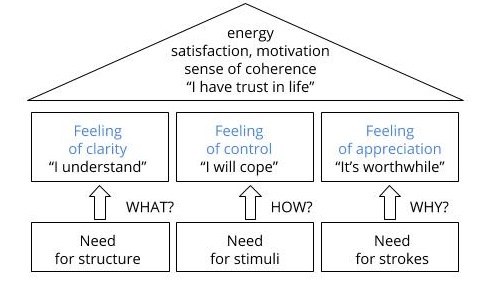 energy
satisfaction, motivation
sense of coherence
“I have trust in life”
Feeling
of clarity
“I understand”
Feeling
of control
“I will cope”
Feeling
of appreciation
“It’s worthwhile”
WHAT?
HOW?
WHY?
Need
for structure
Need
for stimuli
Need
for strokes